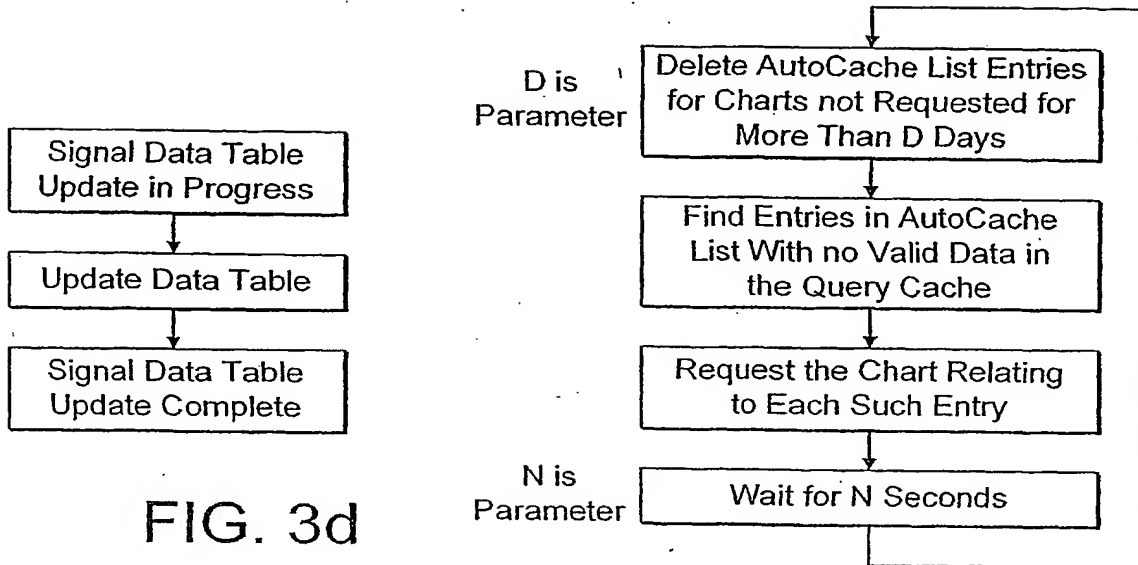 Signal Data Table
Update in Progress
Update Data Table
Signal Data Table
Update Complete
FIG. 3d
D is
Parameter
Delete AutoCache List Entries
for Charts not Requested for
More Than D Days
Find Entries in AutoCache
List With no Valid Data in
the Query Cache
Request the Chart Relating
to Each Such Entry
N is
Parameter
Wait for N Seconds